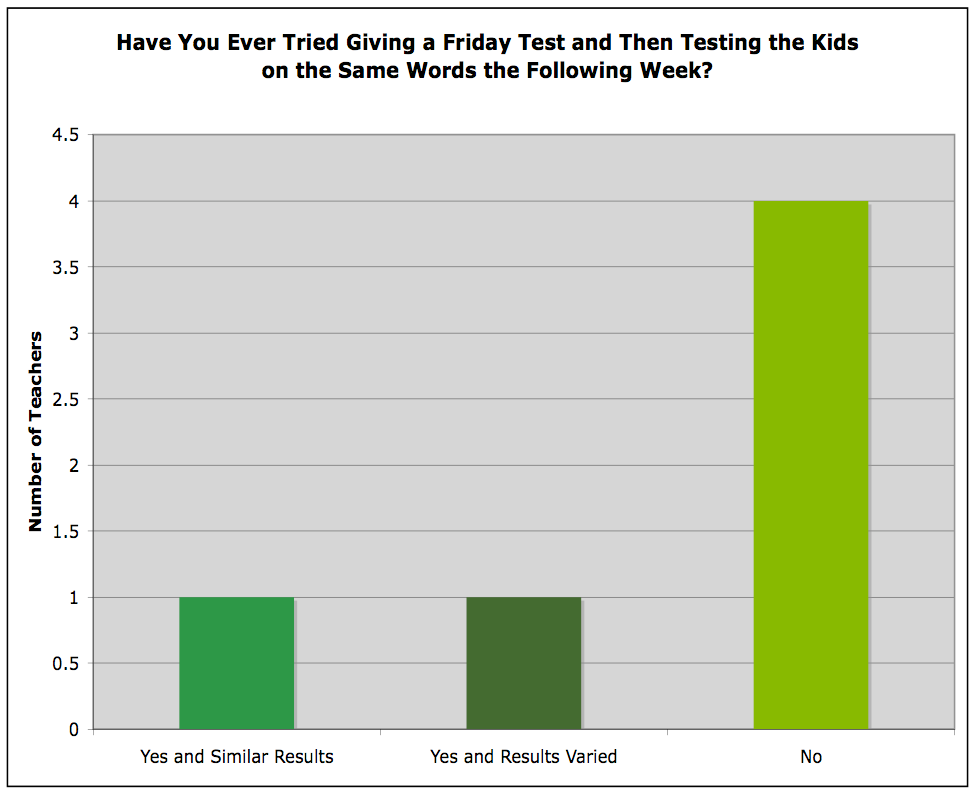 Have You Ever Tried Giving a Friday Test and Then Testing the Kids
on the Same Words the Following Week?
Number of Teachers
4.5
4
3.5
3
2.5
2
1.5
1
0.5
0
Yes and Similar Results
Yes and Results Varied
No